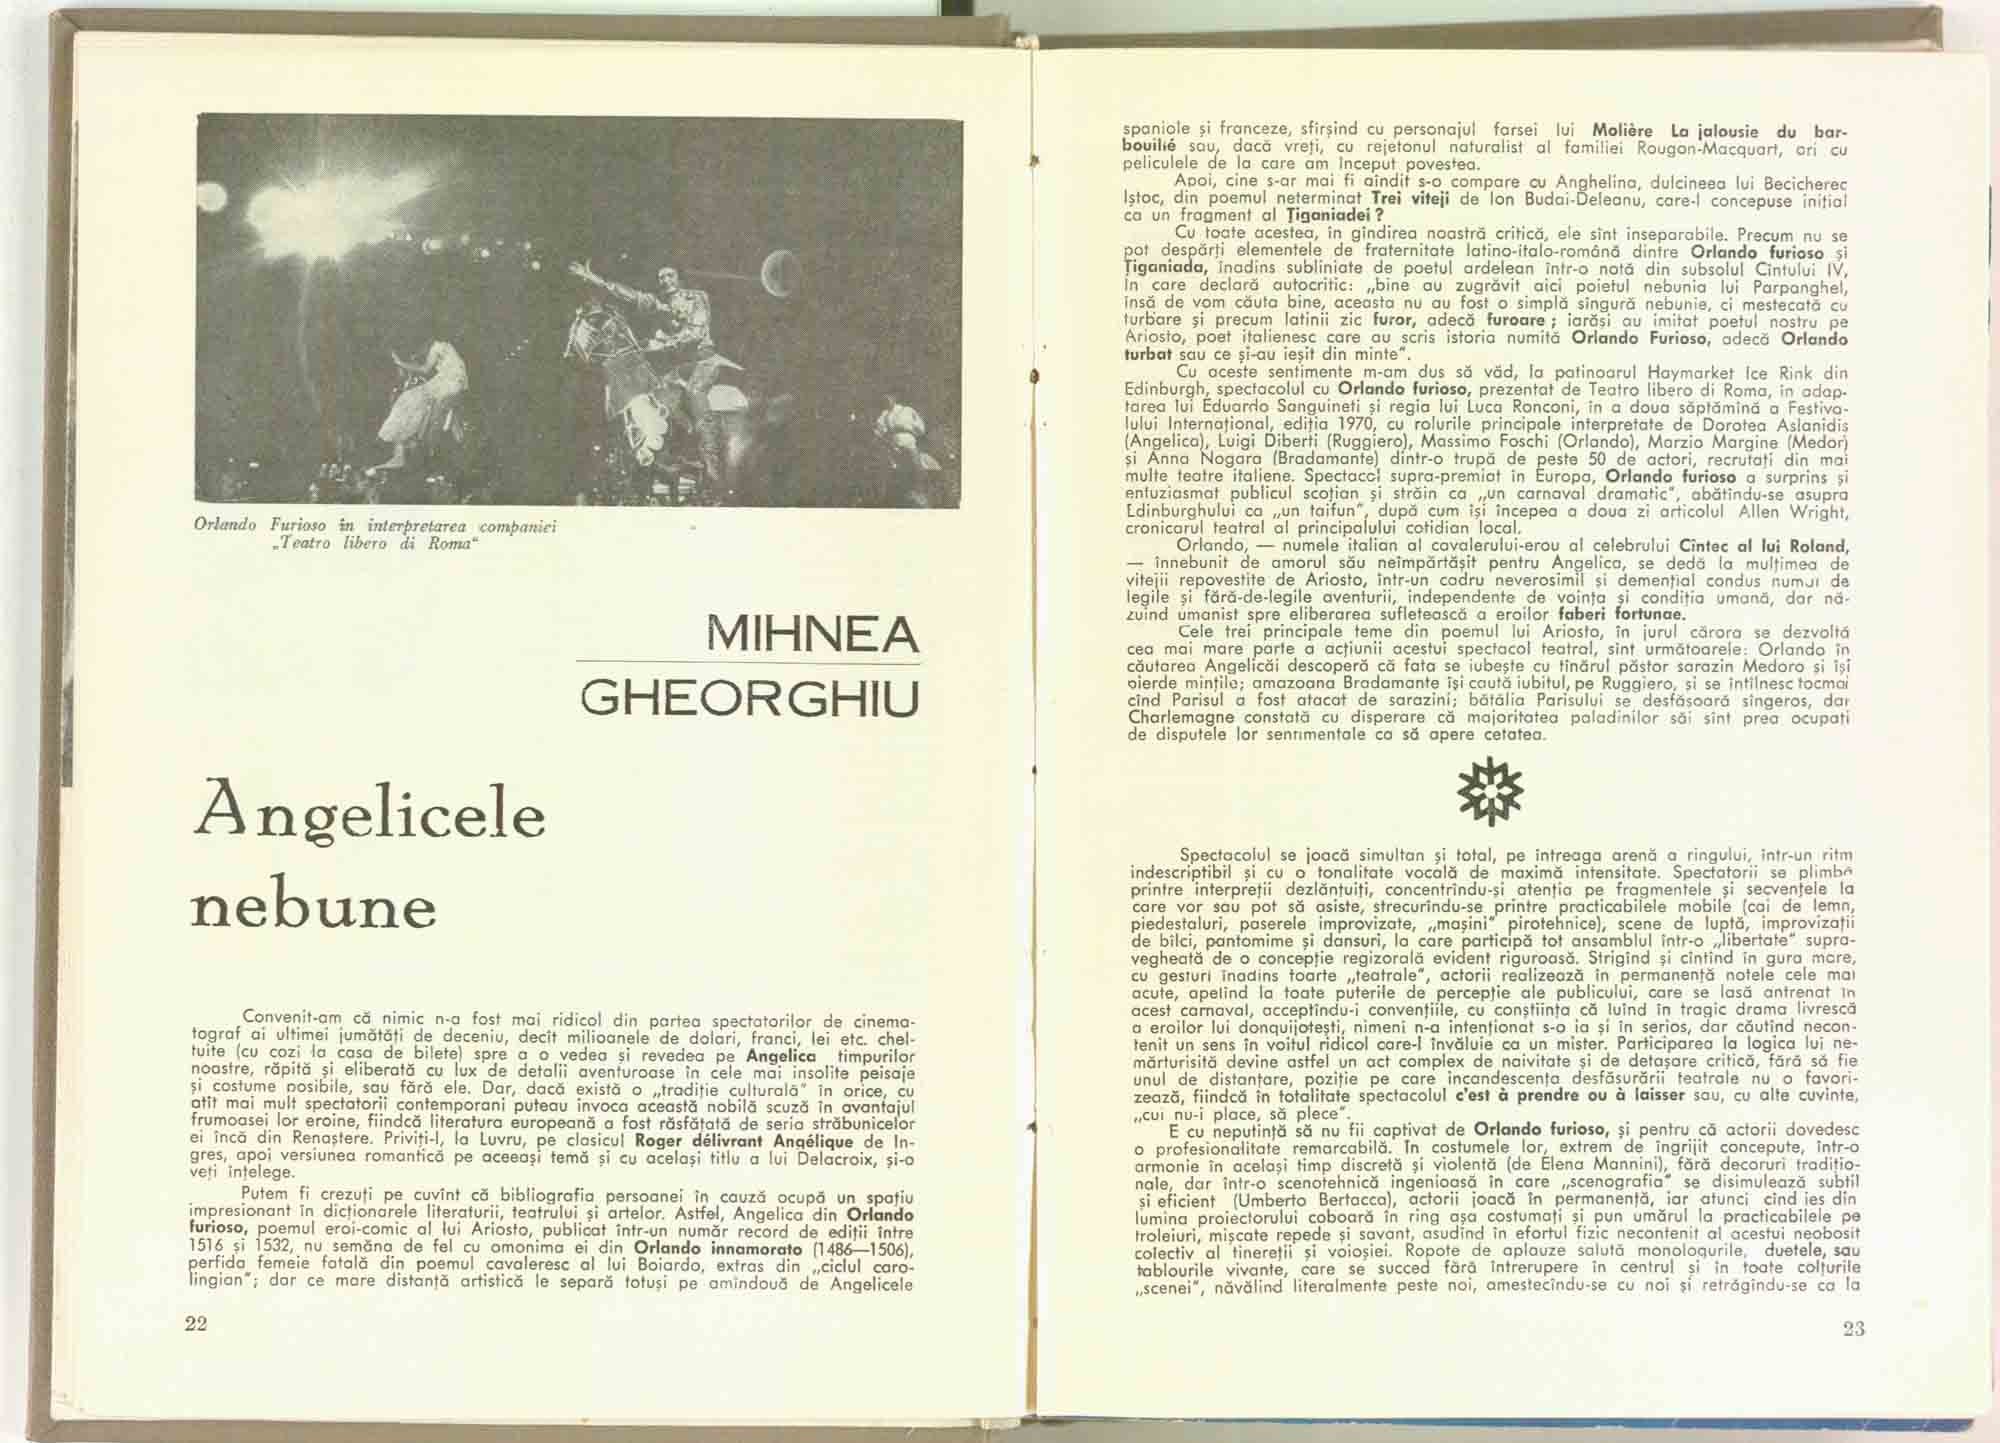 Orlando Furioso în interpretarea companiei
„Teatro libero di Roma“
MIHNEA
GHEORGHIU
Angelicele
nebune
Convenit-am că nimic n-a fost mai ridicol din partea spectatorilor de cinema-
tograf ai ultimei jumătăți de deceniu, decît milioanele de dolari, franci, lei etc. chel-
tuite (cu cozi la casa de bilete) spre a o vedea și revedea pe Angelica timpurilor
noastre, răpită și eliberată cu lux de detalii aventuroase în cele mai insolite peisaje
și costume posibile, sau fără ele. Dar, dacă există o „tradiție culturală” în orice, cu
atît mai mult spectatorii contemporani puteau invoca această nobilă scuză în avantajul
frumoasei lor eroine, fiindcă literatura europeană a fost răsfățată de seria străbunicelor
ei încă din Renaștere. Priviți-l, la Luvru, pe clasicul Roger délivrant Angélique de In-
gres, apoi versiunea romantică pe aceeași temă și cu același titlu a lui Delacroix, și-o
veți înțelege.
Putem fi crezuți pe cuvînt că bibliografia persoanei în cauză ocupă un spațiu
impresionant în dicționarele literaturii, teatrului și artelor. Astfel, Angelica din Orlando
furioso, poemul eroi-comic al lui Ariosto, publicat într-un număr record de ediții între
1516 și 1532, nu semăna de fel cu omonima ei din Orlando innamorato (1486—1506),
perfida femeie fatală din poemul cavaleresc al lui Boiardo, extras din „ciclul caro-
lingian”; dar ce mare distanță artistică le separă totuși pe amîndouă de Angelicele
22
spaniole și franceze, sfîrșind cu personajul farsei lui Molière La jalousie du bar-
bouillé sau, dacă vreți, cu rejetonul naturalist al familiei Rougon-Macquart, ori cu
peliculele de la care am început povestea.
Apoi, cine s-ar mai fi gîndit s-o compare cu Anghelina, dulcineea lui Becicherec
Iștoc, din poemul neterminat Trei viteji de Ion Budai-Deleanu, care-l concepuse inițial
ca un fragment al Țiganiadei ?
Cu toate acestea, în gîndirea noastră critică, ele sînt inseparabile. Precum nu se
pot despărți elementele de fraternitate latino-italo-română dintre Orlando furioso și
Țiganiada, înadins subliniate de poetul ardelean într-o notă din subsolul Cîntului IV,
în care declară autocritic: „bine au zugrăvit aici poietul nebunia lui Parpanghel,
însă de vom căuta bine, aceasta nu au fost o simplă singură nebunie, ci mestecată cu
turbare și precum latinii zic furor, adecă furoare ; iarăși au imitat poetul nostru pe
Ariosto, poet italienesc care au scris istoria numită Orlando Furioso, adecă Orlando
turbat sau ce și-au ieșit din minte”.
Cu aceste sentimente m-am dus să văd, la patinoarul Haymarket Ice Rink din
Edinburgh, spectacolul cu Orlando furioso, prezentat de Teatro libero di Roma, în adap-
tarea lui Eduardo Sanguineti și regia lui Luca Ronconi, în a doua săptămînă a Festiva-
lului Internațional, ediția 1970, cu rolurile principale interpretate de Dorotea Aslanidis
(Angelica), Luigi Diberti (Ruggiero), Massimo Foschi (Orlando), Marzio Margine (Medor)
și Anna Nogara (Bradamante) dintr-o trupă de peste 50 de actori, recrutați din mai
multe teatre italiene. Spectacol supra-premiat în Europa, Orlando furioso a surprins și
entuziasmat publicul scoțian și străin ca „un carnaval dramatic”, abătîndu-se asupra
Edinburghului ca „un taifun”, după cum își începea a doua zi articolul Allen Wright,
cronicarul teatral al principalului cotidian local.
Orlando, — numele italian al cavalerului-erou al celebrului Cîntec al lui Roland,
— înnebunit de amorul său neîmpărtășit pentru Angelica, se dedă la mulțimea de
vitejii repovestite de Ariosto, într-un cadru neverosimil și demențial condus numai de
legile și fără-de-legile aventurii, independente de voința și condiția umană, dar nă-
zuind umanist spre eliberarea sufletească a eroilor faberi fortunae.
Cele trei principale teme din poemul lui Ariosto, în jurul cărora se dezvoltă
cea mai mare parte a acțiunii acestui spectacol teatral, sînt următoarele: Orlando în
căutarea Angelicăi descoperă că fata se iubește cu tînărul păstor sarazin Medoro și își
pierde mințile; amazoana Bradamante își caută iubitul, pe Ruggiero, și se întîlnesc tocmai
cînd Parisul a fost atacat de sarazini; bătălia Parisului se desfășoară sîngeros, dar
Charlemagne constată cu disperare că majoritatea paladinilor săi sînt prea ocupați
de disputele lor sentimentale ca să apere cetatea.
Spectacolul se joacă simultan și total, pe întreaga arenă a ringului, într-un ritm
indescriptibil și cu o tonalitate vocală de maximă intensitate. Spectatorii se plimbă
printre interpreții dezlănțuiți, concentrîndu-și atenția pe fragmentele și secvențele la
care vor sau pot să asiste, strecurîndu-se printre practicabilele mobile (cai de lemn,
piedestaluri, paserele improvizate, „mașini” pirotehnice), scene de luptă, improvizații
de bîlci, pantomime și dansuri, la care participă tot ansamblul într-o „libertate” supra-
vegheată de o concepție regizorală evident riguroasă. Strigînd și cîntînd în gura mare,
cu gesturi înadins foarte „teatrale”, actorii realizează în permanență notele cele mai
acute, apelînd la toate puterile de percepție ale publicului, care se lasă antrenat în
acest carnaval, acceptîndu-i convențiile, cu conștiința că luînd în tragic drama livrescă
a eroilor lui donquijotești, nimeni n-a intenționat s-o ia și în serios, dar căutînd necon-
tenit un sens în voitul ridicol care-l învăluie ca un mister. Participarea la logica lui ne-
mărturisită devine astfel un act complex de naivitate și de detașare critică, fără să fie
unul de distanțare, poziție pe care incandescența desfășurării teatrale nu o favori-
zează, fiindcă în totalitate spectacolul c'est à prendre ou à laisser sau, cu alte cuvinte,
„cui nu-i place, să plece”.
E cu neputință să nu fii captivat de Orlando furioso, și pentru că actorii dovedesc
o profesionalitate remarcabilă. În costumele lor, extrem de îngrijit concepute, într-o
armonie în același timp discretă și violentă (de Elena Mannini), fără decoruri tradițio-
nale, dar într-o scenotehnică ingenioasă în care „scenografia” se disimulează subtil
și eficient (Umberto Bertacca), actorii joacă în permanență, iar atunci cînd ies din
lumina proiectorului coboară în ring așa costumați și pun umărul la practicabilele pe
troleiuri, mișcate repede și savant, asudînd în efortul fizic necontenit al acestui neobosit
colectiv al tinereții și voioșiei. Ropote de aplauze salută monologurile, duetele, sau
tablourile vivante, care se succed fără întrerupere în centrul și în toate colțurile
„scenei”, năvălind literalmente peste noi, amestecîndu-se cu noi și retrăgîndu-se ca la
23